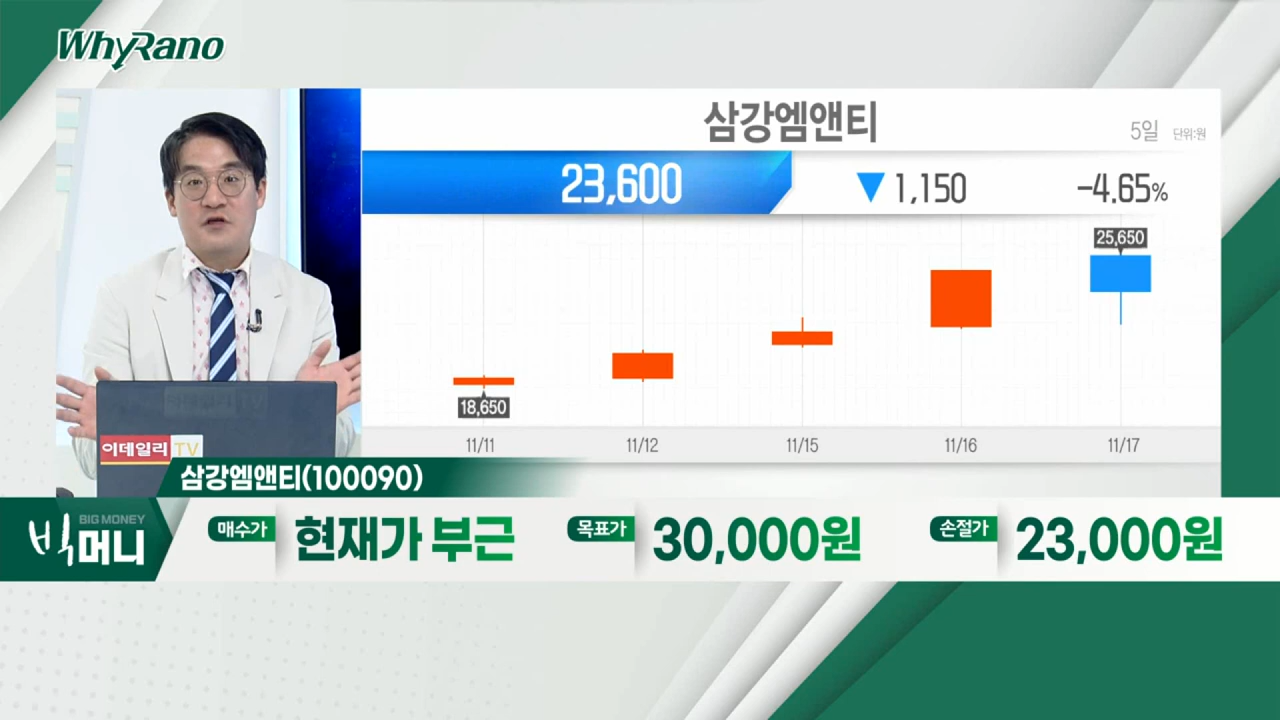 WhyRano
삼강엠앤티
5일 단위:원
23,600 ▼ 1,150 -4.65%
25,650
18,650
11/11 11/12 11/15 11/16 11/17
이데일리 TV
삼강엠앤티(100090)
BIG MONEY
빅머니
매수가 현재가 부근 목표가 30,000원 손절가 23,000원